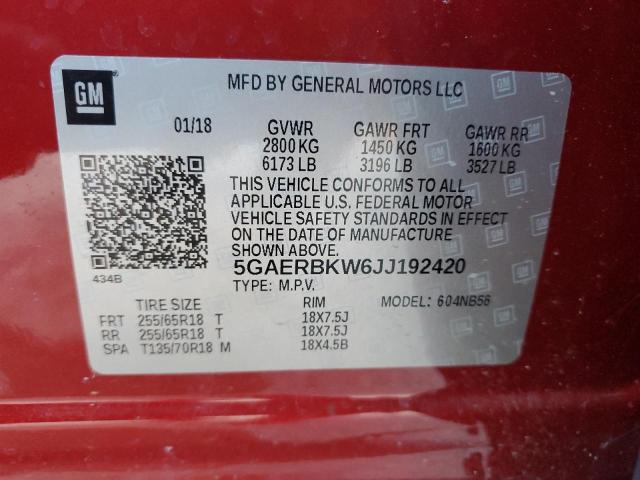 GM
MFD BY GENERAL MOTORS LLC
01/18 GVWR GAWR FRT GAWR RR
2800 KG 1450 KG 1600 KG
6173 LB 3196 LB 3527 LB
THIS VEHICLE CONFORMS TO ALL
APPLICABLE U.S. FEDERAL MOTOR
VEHICLE SAFETY STANDARDS IN EFFECT
ON THE DATE OF MANUFACTURE
SHOWN ABOVE.
434B 5GAERBKW6JJ192420
TYPE: M.P.V.
TIRE SIZE RIM MODEL: 604NB56
FRT 255/65R18 T 18X7.5J
RR 255/65R18 T 18X7.5J
SPA T135/70R18 M 18X4.5B